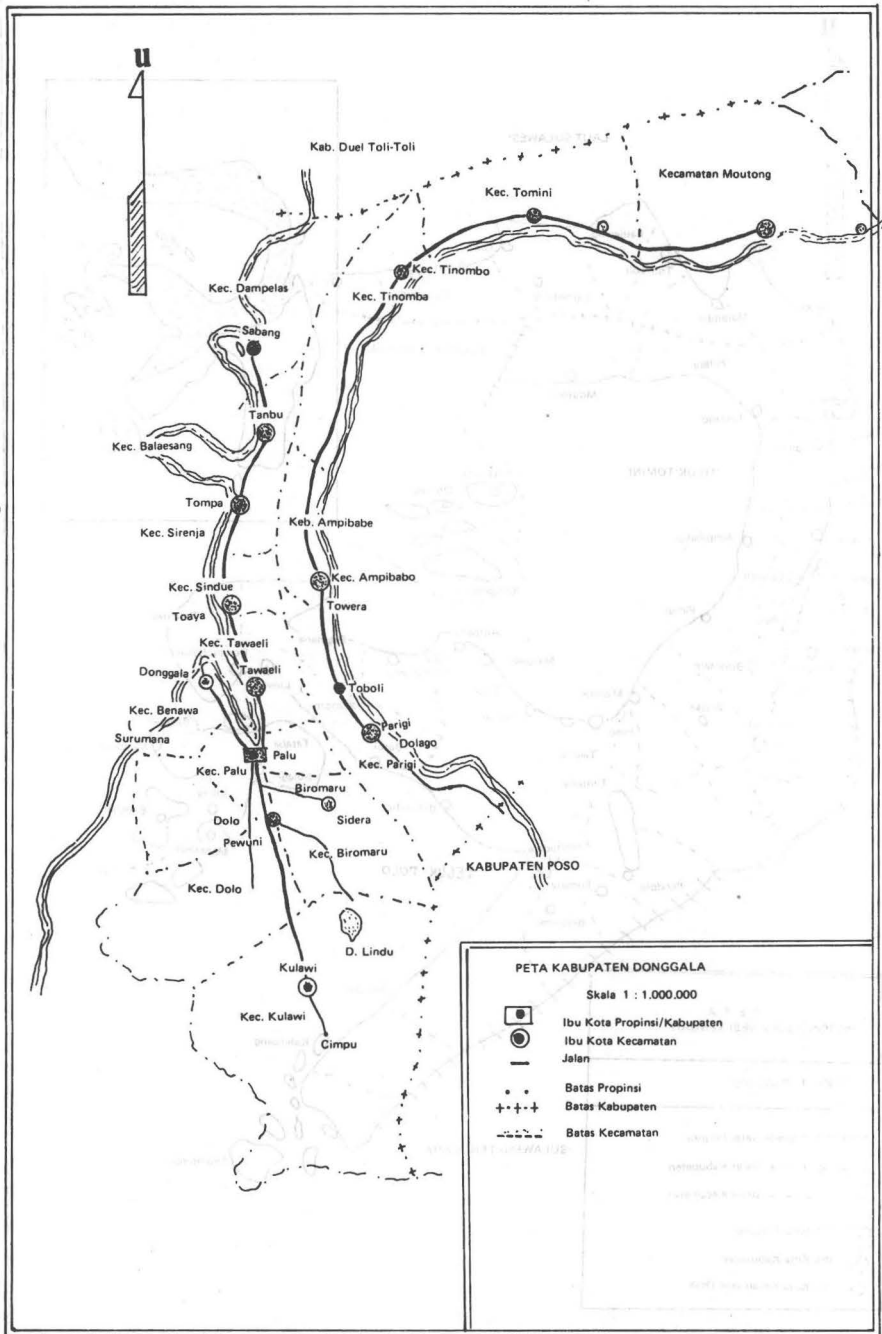 u
Kab. Duel Toli-Toli
Kecamatan Moutong
Kec. Tomini
Kec. Tinombo
Kec. Tinomba
Kec. Dampelas
Sabang
Tanbu
Kec. Balaesang
Tompa
Kec. Sirenja
Keb. Ampibabe
Kec. Ampibabo
Kec. Sindue
Towera
Toaya
Kec. Tawaeli
Donggala
Tawaeli
Toboli
Kec. Benawa
Parigi
Surumana
Dolago
Palu
Kec. Parigi
Kec. Palu
Biromaru
Dolo
Sidera
Pewuni
Kec. Biromaru
KABUPATEN POSO
Kec. Dolo
D. Lindu
Kulawi
Kec. Kulawi
Cimpu
PETA KABUPATEN DONGGALA
Skala 1 : 1.000.000
Ibu Kota Propinsi/Kabupaten
Ibu Kota Kecamatan
Jalan
Batas Propinsi
Batas Kabupaten
Batas Kecamatan